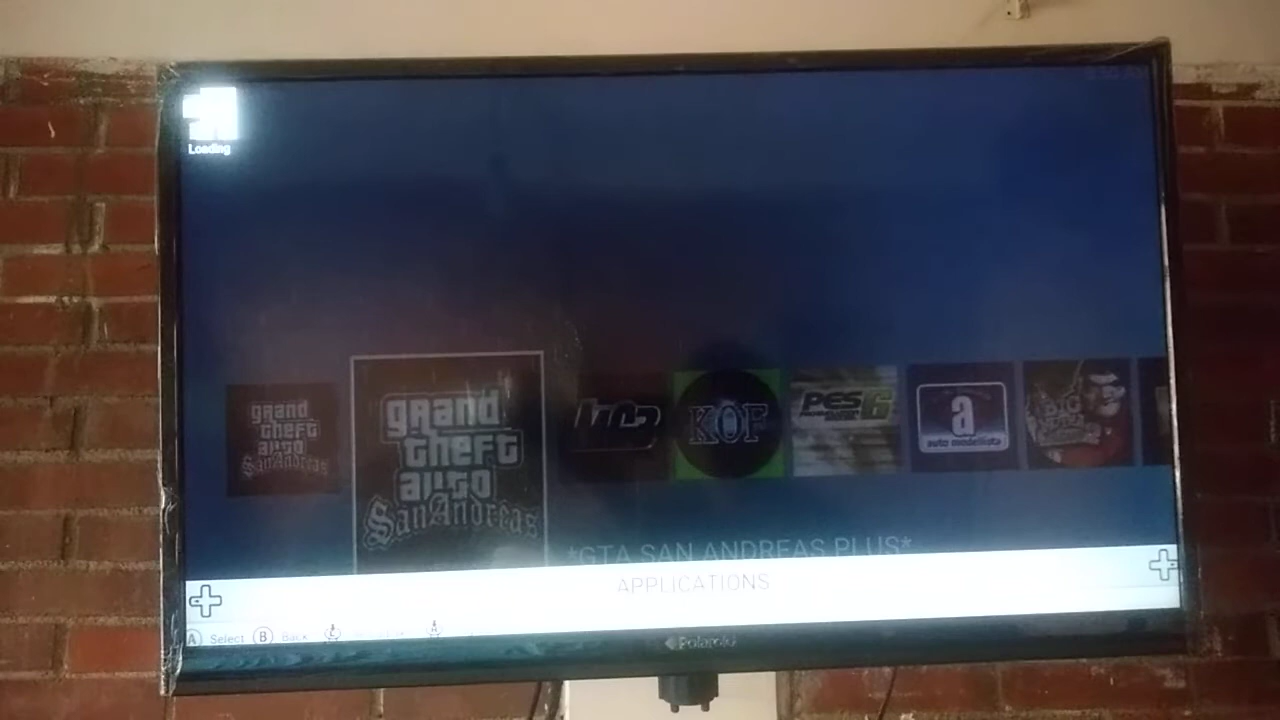 Loading
grand
theft
auto
SanAndreas
grand
theft
auto
SanAndreas
KOF
PES 6
a
auto modellista
*GTA SAN ANDREAS PLUS*
APPLICATIONS
A Select B Back
Polaroid